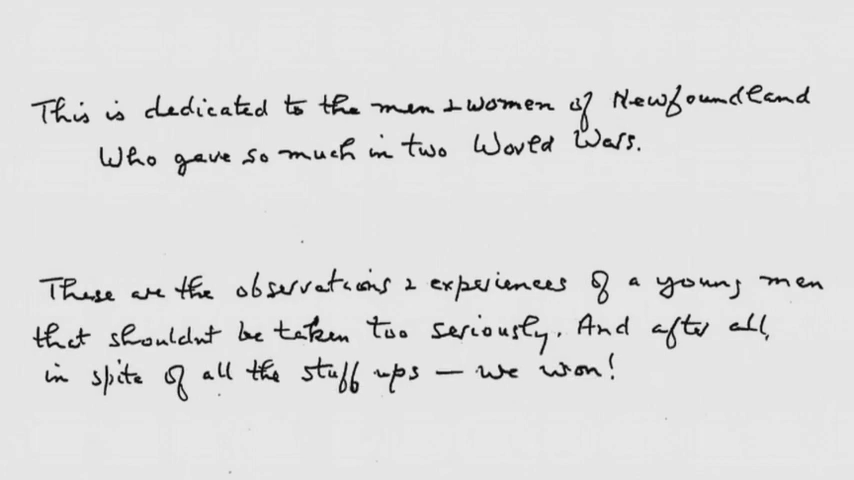 This is dedicated to the men & women of Newfoundland
Who gave so much in two World Wars.
These are the observations & experiences of a young men
that shouldnt be taken too seriously. And after all,
in spite of all the stuff ups — we won!